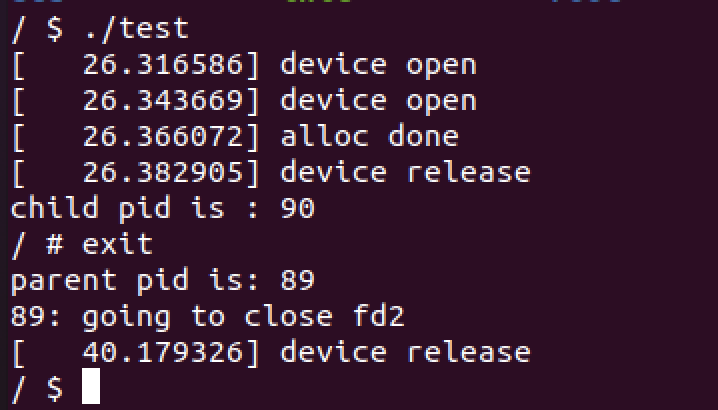 / $ ./test
[   26.316586] device open
[   26.343669] device open
[   26.366072] alloc done
[   26.382905] device release
child pid is : 90
/ # exit
parent pid is: 89
89: going to close fd2
[   40.179326] device release
/ $